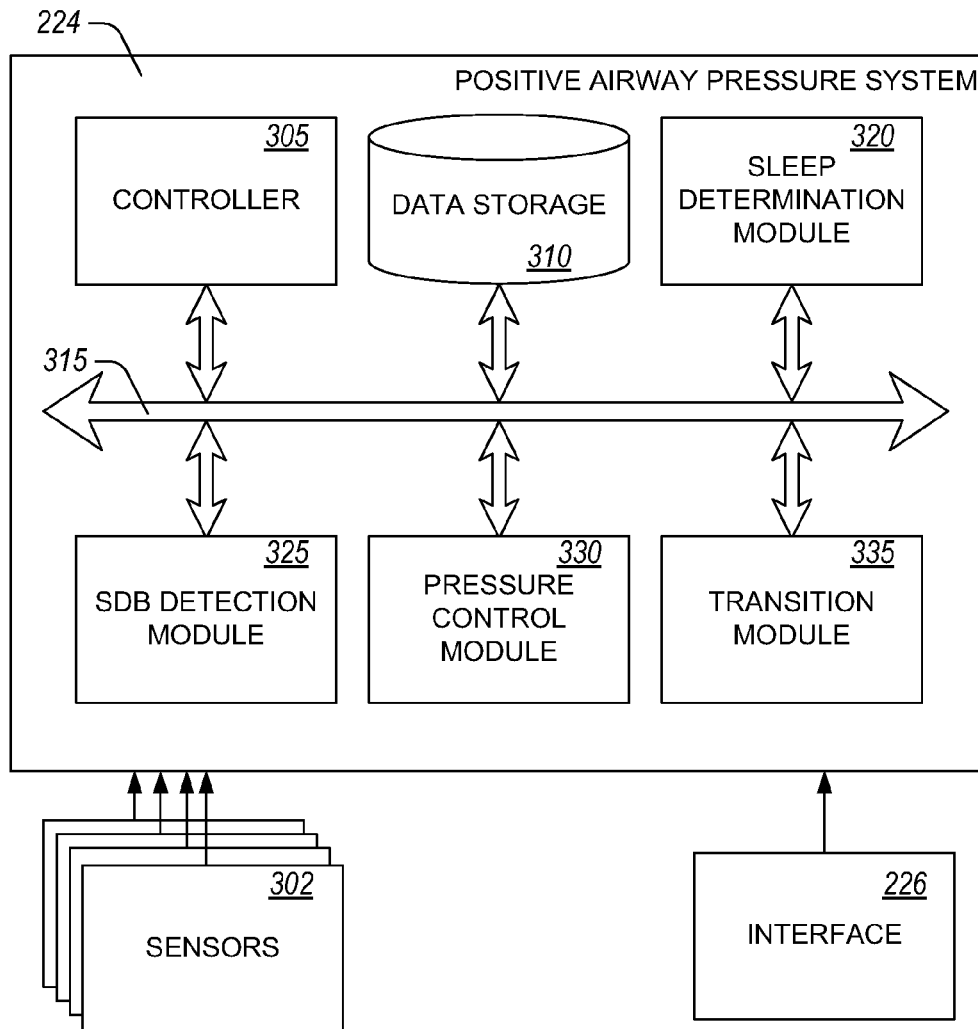 224
POSITIVE AIRWAY PRESSURE SYSTEM
305
CONTROLLER
DATA STORAGE
310
320
SLEEP
DETERMINATION
MODULE
315
325
SDB DETECTION
MODULE
330
PRESSURE
CONTROL
MODULE
335
TRANSITION
MODULE
302
SENSORS
226
INTERFACE